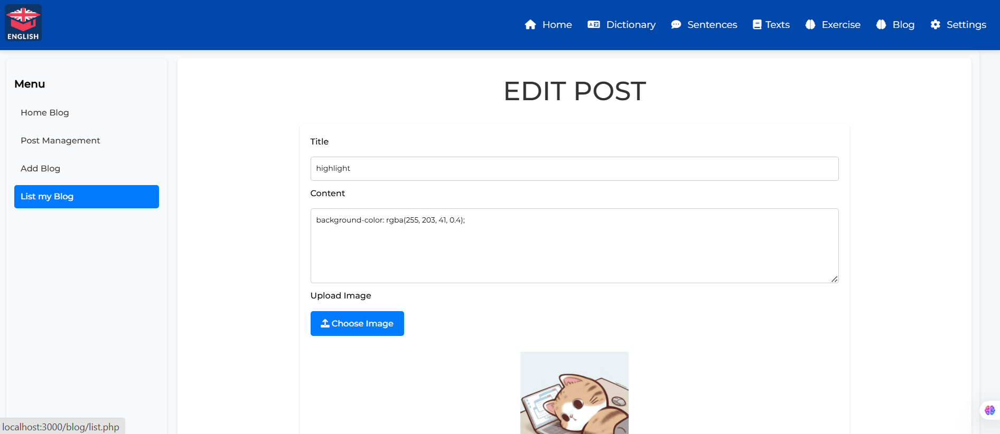 ENGLISH
Home
Dictionary
Sentences
Texts
Exercise
Blog
Settings
Menu
Home Blog
Post Management
Add Blog
List my Blog
EDIT POST
Title
highlight
Content
background-color: rgba(255, 203, 41, 0.4);
Upload Image
Choose Image
localhost:3000/blog/list.php